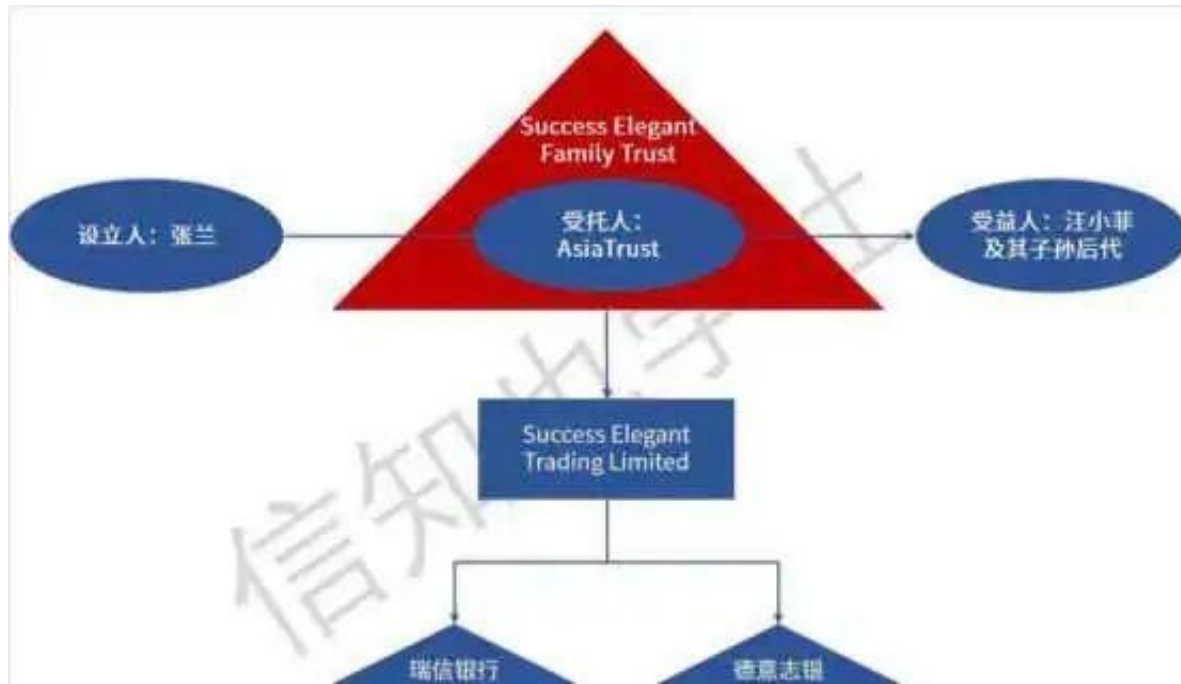 Success Elegant
Family Trust
设立人：张兰
受托人：
AsiaTrust
受益人：汪小菲
及其子孙后代
Success Elegant
Trading Limited
瑞信银行
德意志银